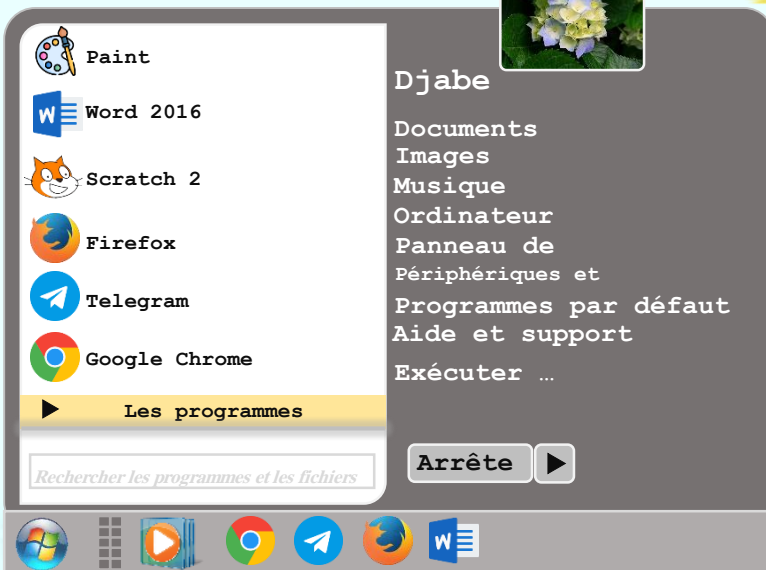 Paint
Word 2016
Scratch 2
Firefox
Telegram
Google Chrome
Les programmes
Rechercher les programmes et les fichiers
Djabe
Documents
Images
Musique
Ordinateur
Panneau de
Périphériques et
Programmes par défaut
Aide et support
Exécuter …
Arrête